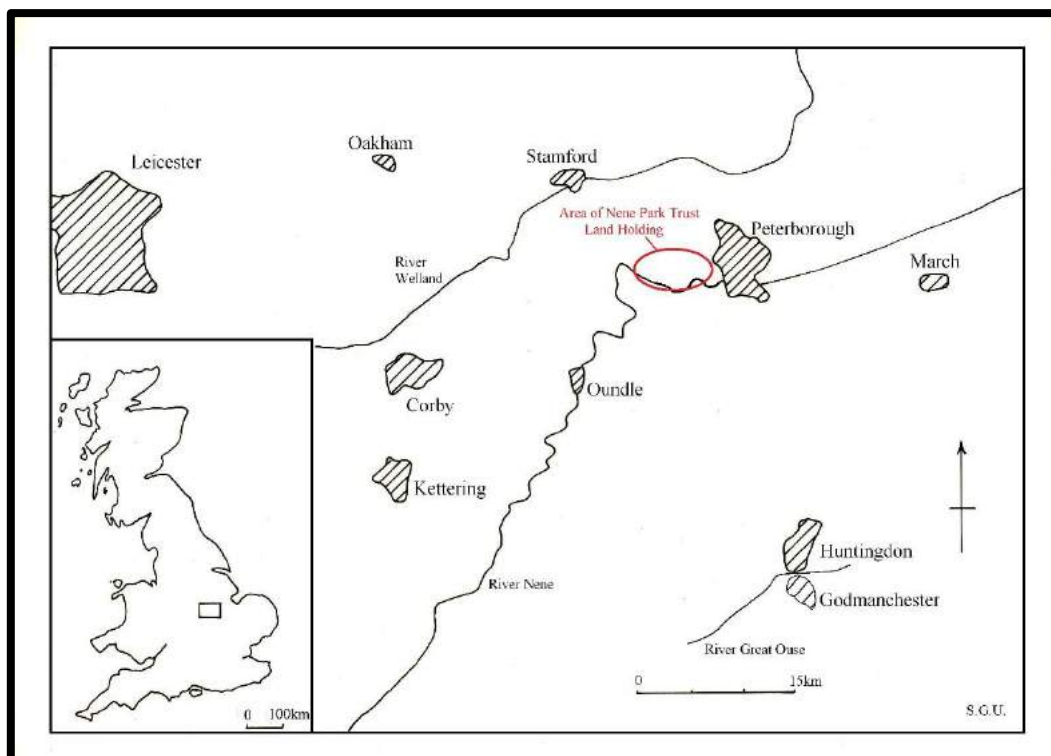 Oakham
Leicester
Stamford
Area of Nene Park Trust
Land Holding
Peterborough
River
Welland
March
Corby
Oundle
Kettering
Huntingdon
River Nene
Godmanchester
River Great Ouse
0 15km
0 100km
S.G.U.